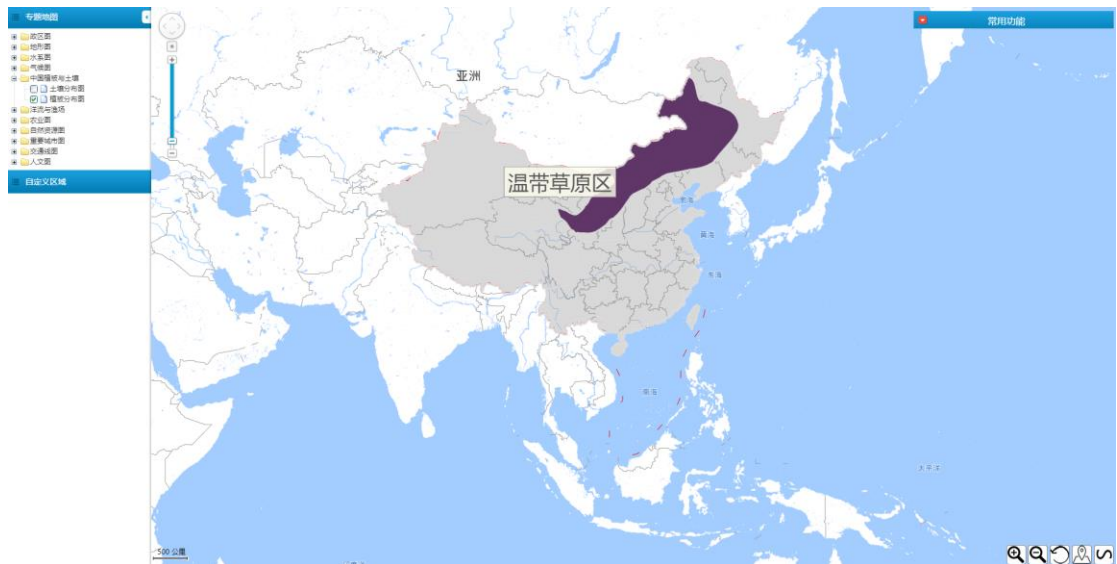 专题地图
常用功能
政区图
地形图
水系图
气候图
中国植被与土壤
土壤分布图
植被分布图
洋流与渔场
农业图
自然资源图
重要城市图
交通线图
人文图
自定义区域
亚洲
温带草原区
渤海
黄海
东海
南海
太平洋
500 公里